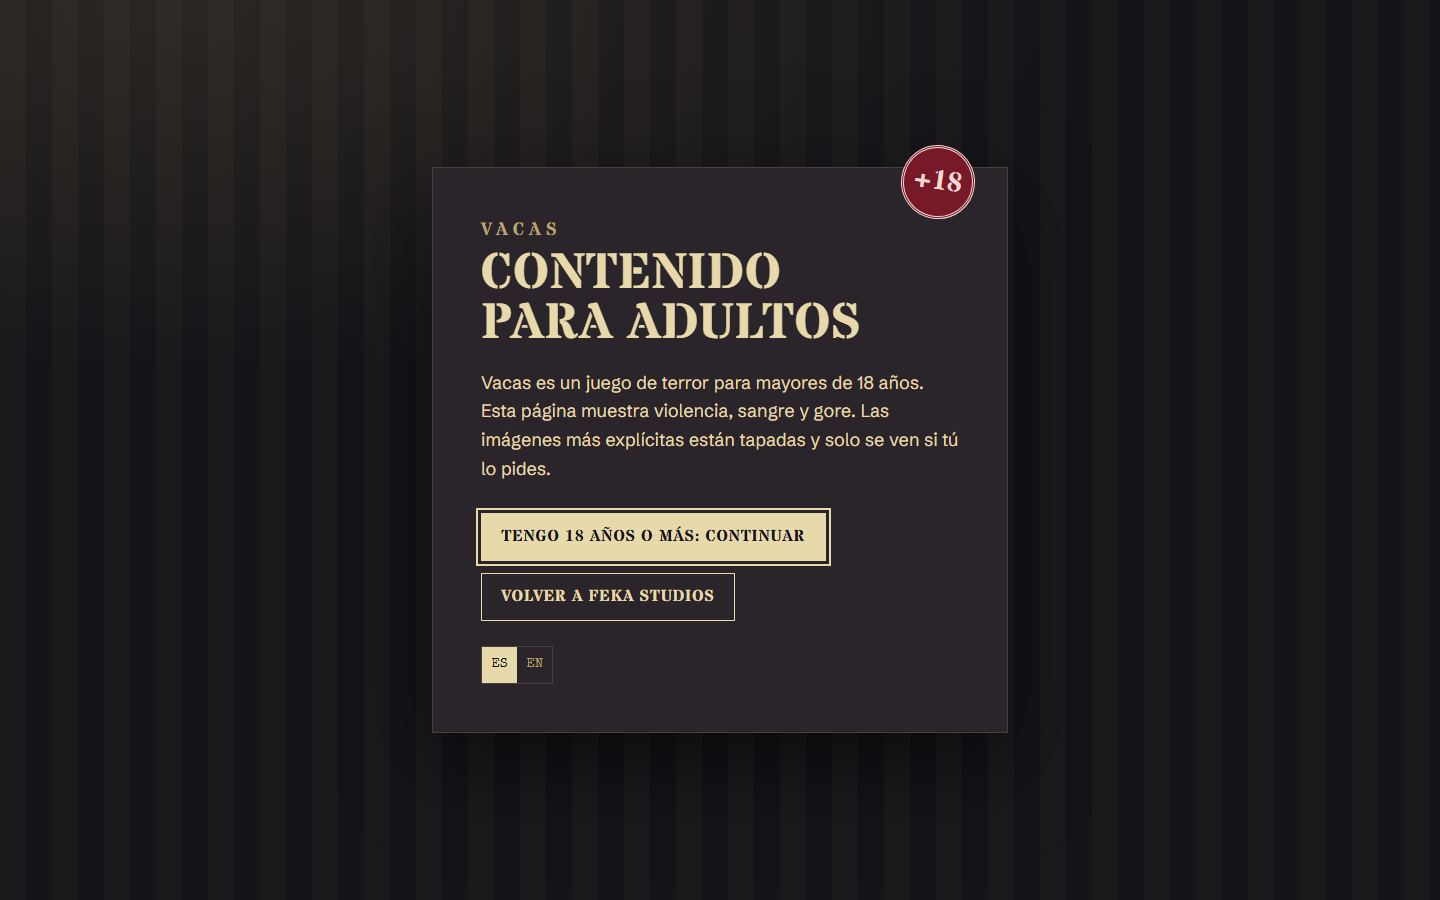 +18
VACAS
CONTENIDO
PARA ADULTOS
Vacas es un juego de terror para mayores de 18 años.
Esta página muestra violencia, sangre y gore. Las
imágenes más explícitas están tapadas y solo se ven si tú
lo pides.
TENGO 18 AÑOS O MÁS: CONTINUAR
VOLVER A FEKA STUDIOS
ES EN